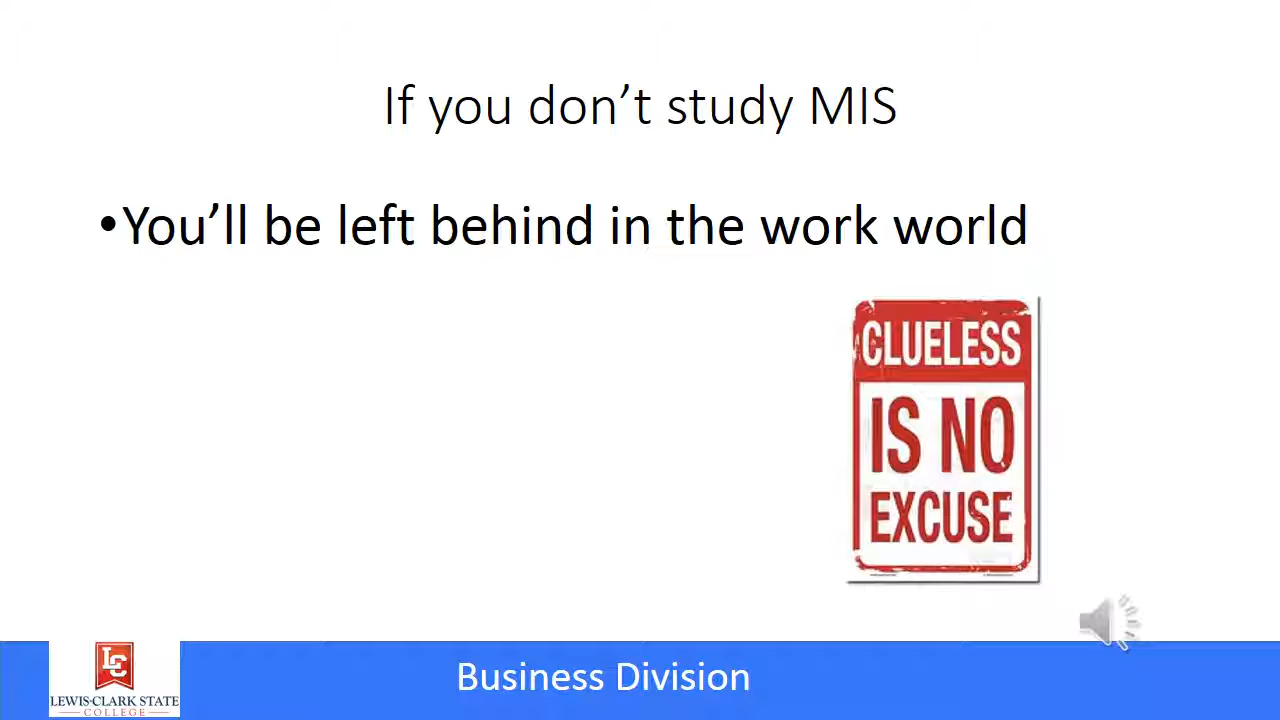 If you don’t study MIS
•You’ll be left behind in the work world
CLUELESS
IS NO
EXCUSE
LC
LEWIS-CLARK STATE
COLLEGE
Business Division